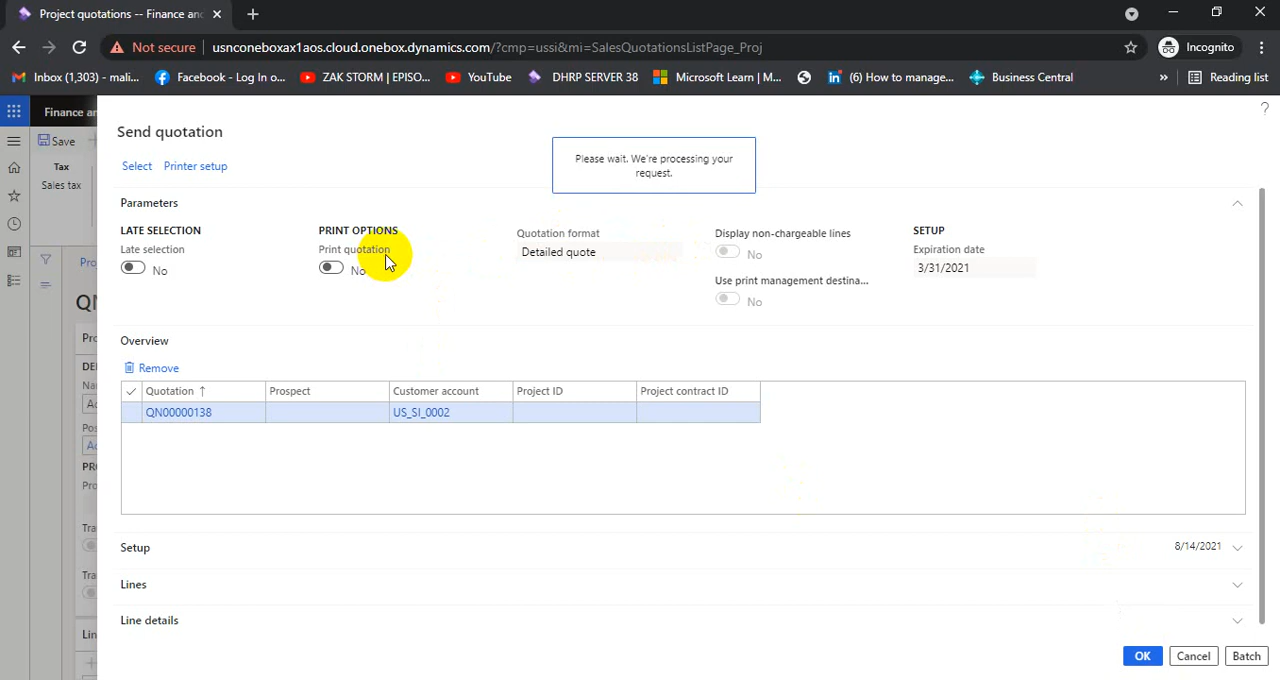 Project quotations -- Finance and
Not secure usnconeboxax1aos.cloud.onebox.dynamics.com/?cmp=ussi&mi=SalesQuotationsListPage_Proj Incognito
Inbox (1,303) - mali... Facebook - Log In o... ZAK STORM | EPISO... YouTube DHRP SERVER 38 Microsoft Learn | M... (6) How to manage... Business Central » Reading list
Finance an
Send quotation
Please wait. We're processing your
request.
Save
Select Printer setup
Tax
Sales tax
Parameters
LATE SELECTION PRINT OPTIONS Quotation format Display non-chargeable lines SETUP
Late selection Print quotation Detailed quote Expiration date
No No No 3/31/2021
Use print management destina...
No
Overview
Remove
Quotation ↑ Prospect Customer account Project ID Project contract ID
QN00000138 US_SI_0002
Setup 8/14/2021
Lines
Line details
OK Cancel Batch